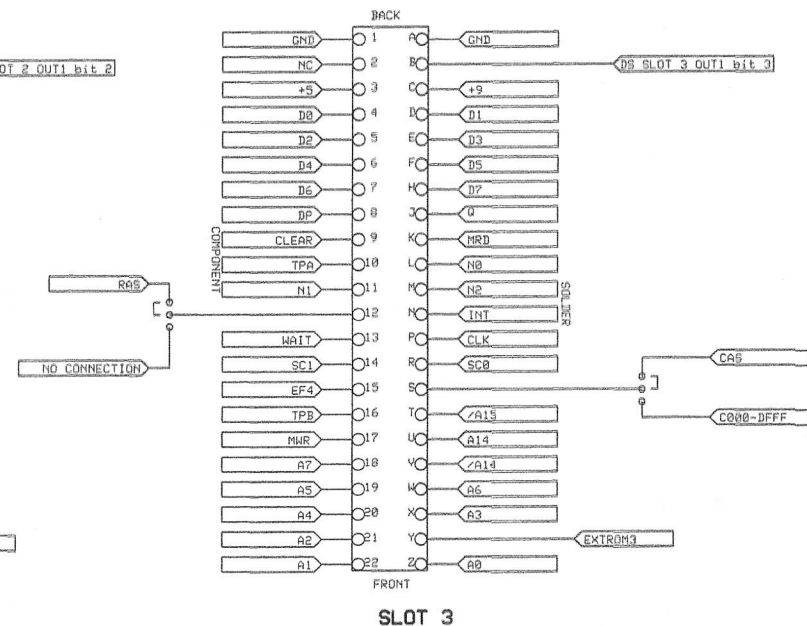 BACK
GND 1 A GND
OT 2 OUT1 bit 2
NC 2 B DS SLOT 3 OUT1 bit 3
+5 3 C +9
D0 4 D D1
D2 5 E D3
D4 6 F D5
D6 7 H D7
DP 8 J Q
CLEAR 9 K MRD
TPA 10 L N0
COMPONENT
RAS
N1 11 M N2
SOLDER
12 N INT
WAIT 13 P CLK
NO CONNECTION
SC1 14 R SC0
CAS
EF4 15 S
TPB 16 T /A15
C000-DFFF
MWR 17 U A14
A7 18 V /A14
A5 19 W A6
A4 20 X A3
A2 21 Y EXTROM3
A1 22 Z A0
FRONT
SLOT 3